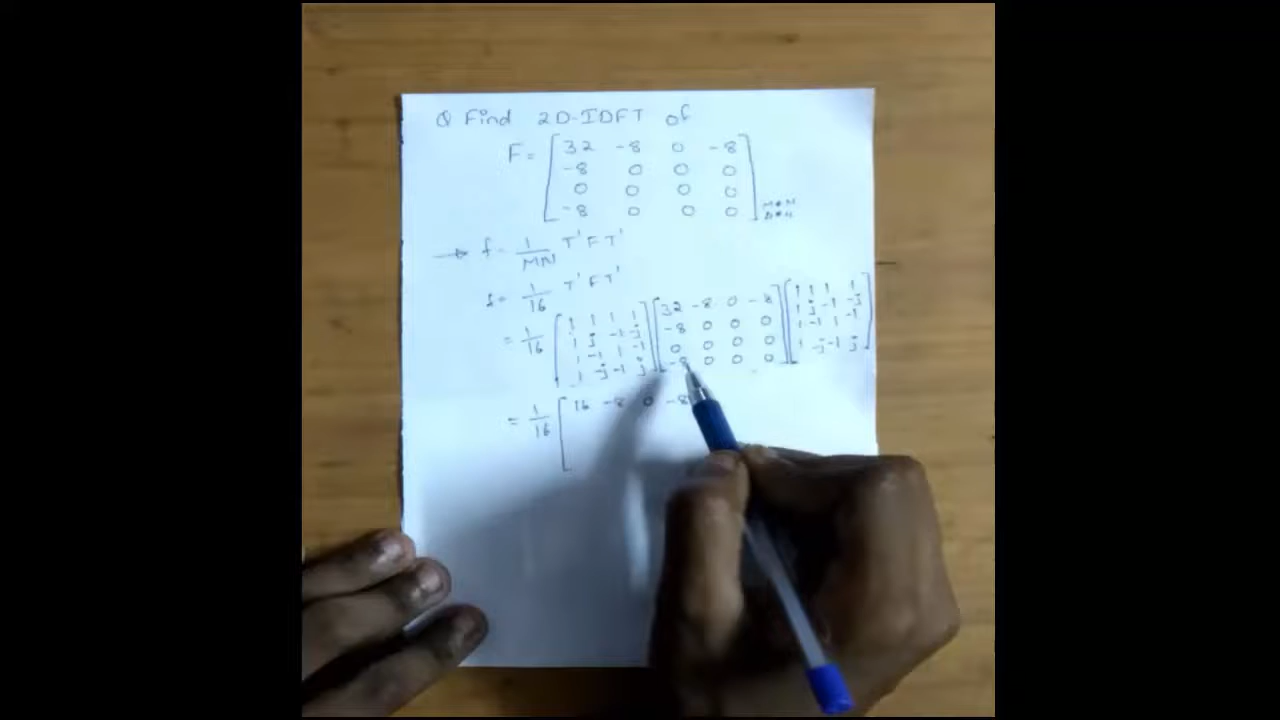 Q Find 2D-IDFT of
F = [ 32 -8 0 -8
-8 0 0 0
0 0 0 0
-8 0 0 0 ]
→ f = 1/MN T' F T'
f = 1/16 T' F T'
= 1/16 [ 1 1 1 1 ] [ 32 -8 0 -8 ] [ 1 1 1 1 ]
1 j -1 -j -8 0 0 0 1 j -1 -j
1 -1 1 -1 0 0 0 0 1 -1 1 -1
1 -j -1 j -8 0 0 0 1 -j -1 j
= 1/16 [ 16 -8 0 -8